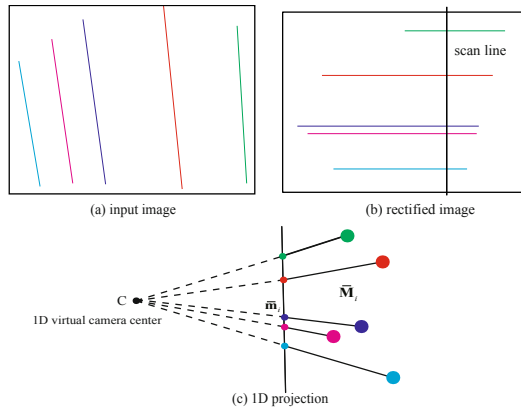 scan line
(a) input image
(b) rectified image
C
1D virtual camera center
m̄ᵢ
M̄ᵢ
(c) 1D projection